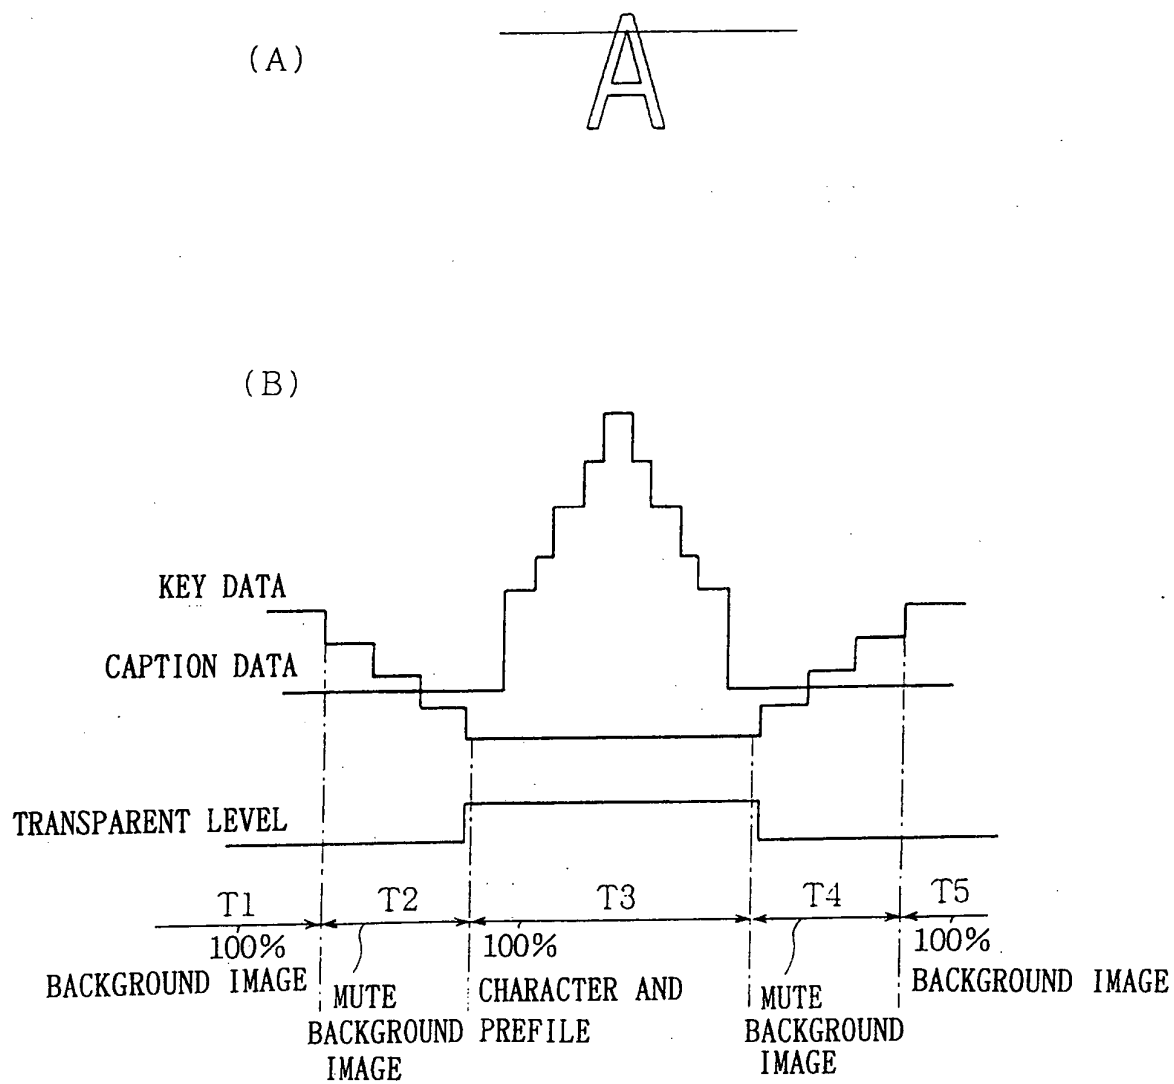 (A)
A
(B)
KEY DATA
CAPTION DATA
TRANSPARENT LEVEL
T1 T2 T3 T4 T5
100% 100% 100%
BACKGROUND IMAGE
MUTE
BACKGROUND
IMAGE
CHARACTER AND
PREFILE
MUTE
BACKGROUND
IMAGE
BACKGROUND IMAGE